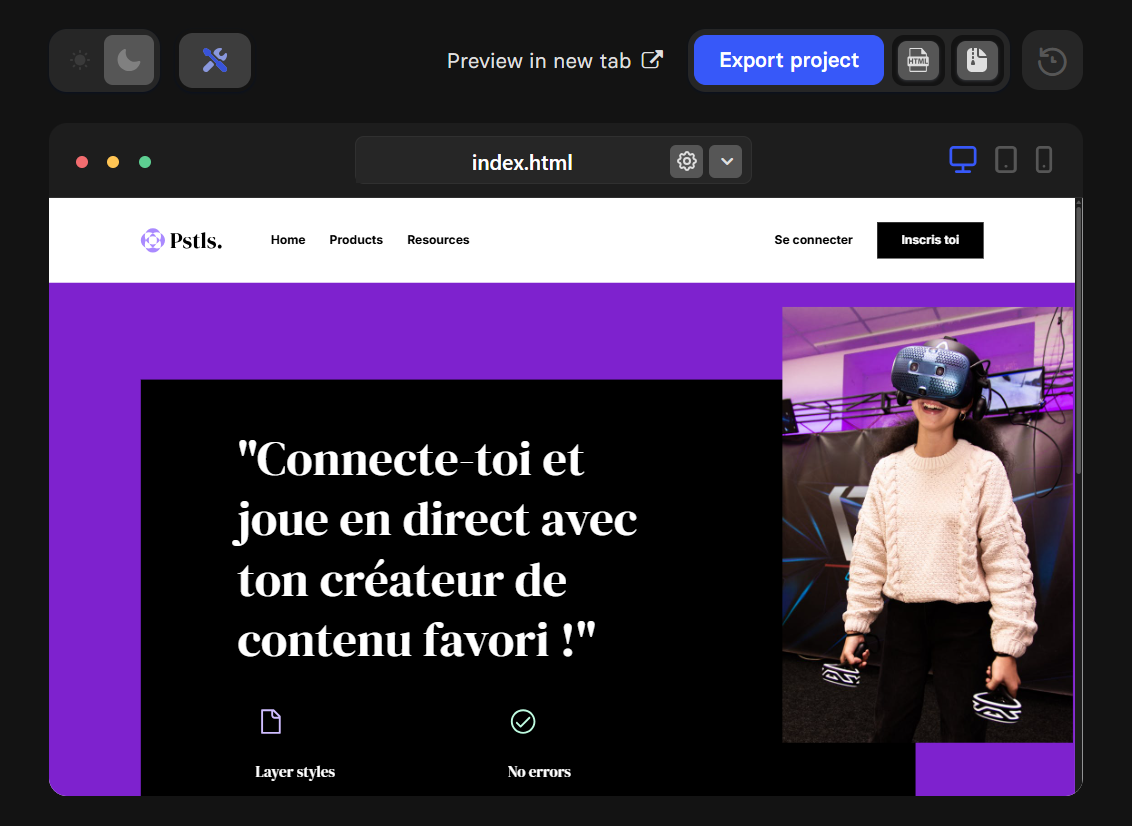 Preview in new tab
Export project
HTML
index.html
Pstls.
Home
Products
Resources
Se connecter
Inscris toi
"Connecte-toi et
joue en direct avec
ton créateur de
contenu favori !"
Layer styles
No errors